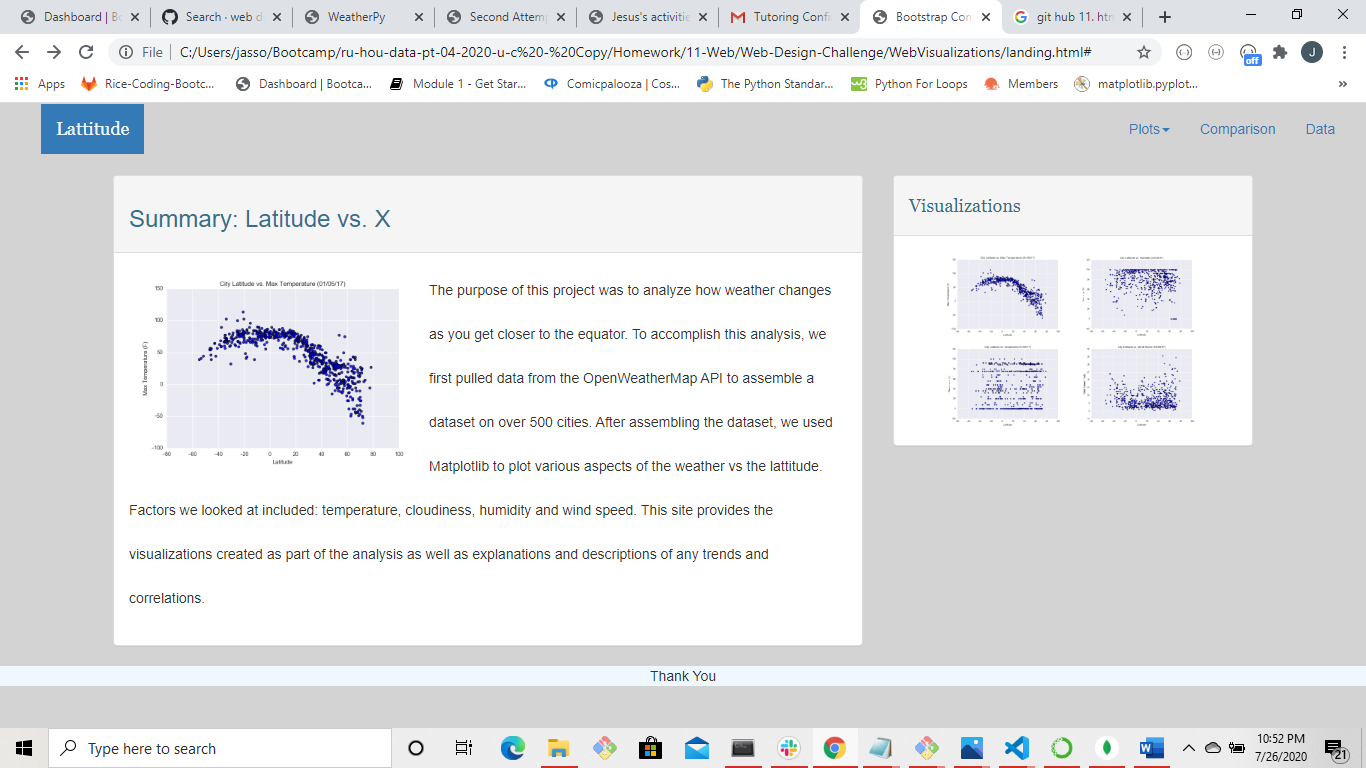 Dashboard | Bo
Search · web d
WeatherPy
Second Attemp
Jesus's activitie
Tutoring Confi
Bootstrap Con
git hub 11. htm
File
C:/Users/jasso/Bootcamp/ru-hou-data-pt-04-2020-u-c%20-%20Copy/Homework/11-Web/Web-Design-Challenge/WebVisualizations/landing.html#
off
J
Apps
Rice-Coding-Bootc...
Dashboard | Bootca...
Module 1 - Get Star...
Comicpalooza | Cos...
The Python Standar...
Python For Loops
Members
matplotlib.pyplot...
»
Lattitude
Plots
Comparison
Data
Summary: Latitude vs. X
City Latitude vs. Max Temperature (01/05/17)
Max Temperature (F)
150
100
50
0
-50
-100
-80 -60 -40 -20 0 20 40 60 80 100
Latitude
The purpose of this project was to analyze how weather changes
as you get closer to the equator. To accomplish this analysis, we
first pulled data from the OpenWeatherMap API to assemble a
dataset on over 500 cities. After assembling the dataset, we used
Matplotlib to plot various aspects of the weather vs the lattitude.
Factors we looked at included: temperature, cloudiness, humidity and wind speed. This site provides the
visualizations created as part of the analysis as well as explanations and descriptions of any trends and
correlations.
Visualizations
Thank You
Type here to search
10:52 PM
7/26/2020
21